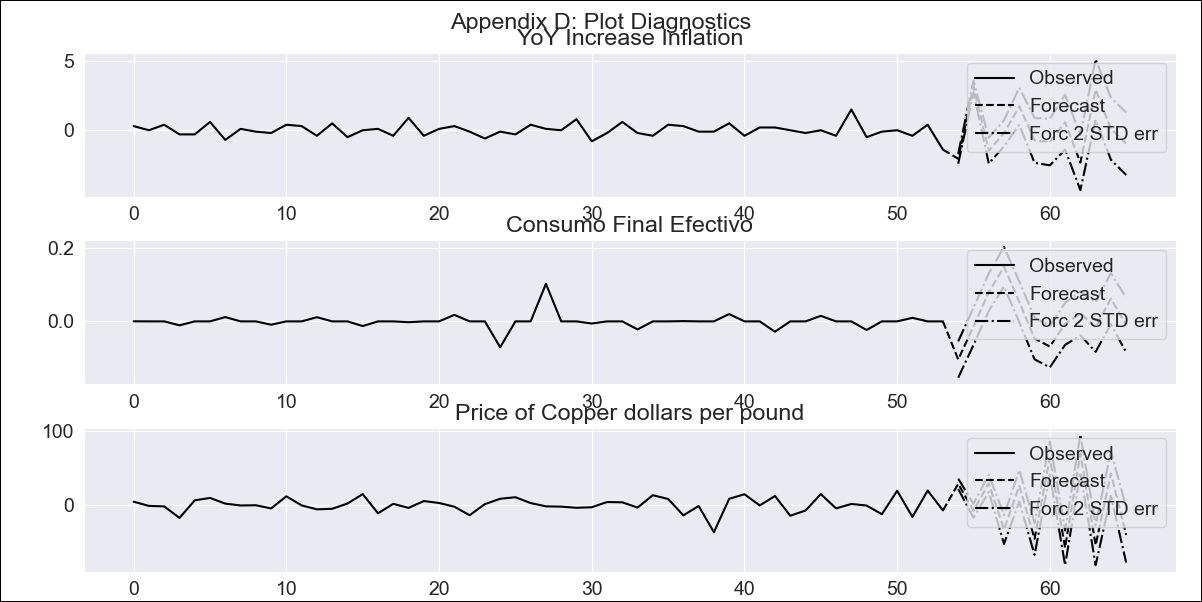 Appendix D: Plot Diagnostics
YoY Increase Inflation
5
0
Observed
Forecast
Forc 2 STD err
0 10 20 30 40 50 60
Consumo Final Efectivo
0.2
0.0
Observed
Forecast
Forc 2 STD err
0 10 20 30 40 50 60
Price of Copper dollars per pound
100
0
Observed
Forecast
Forc 2 STD err
0 10 20 30 40 50 60